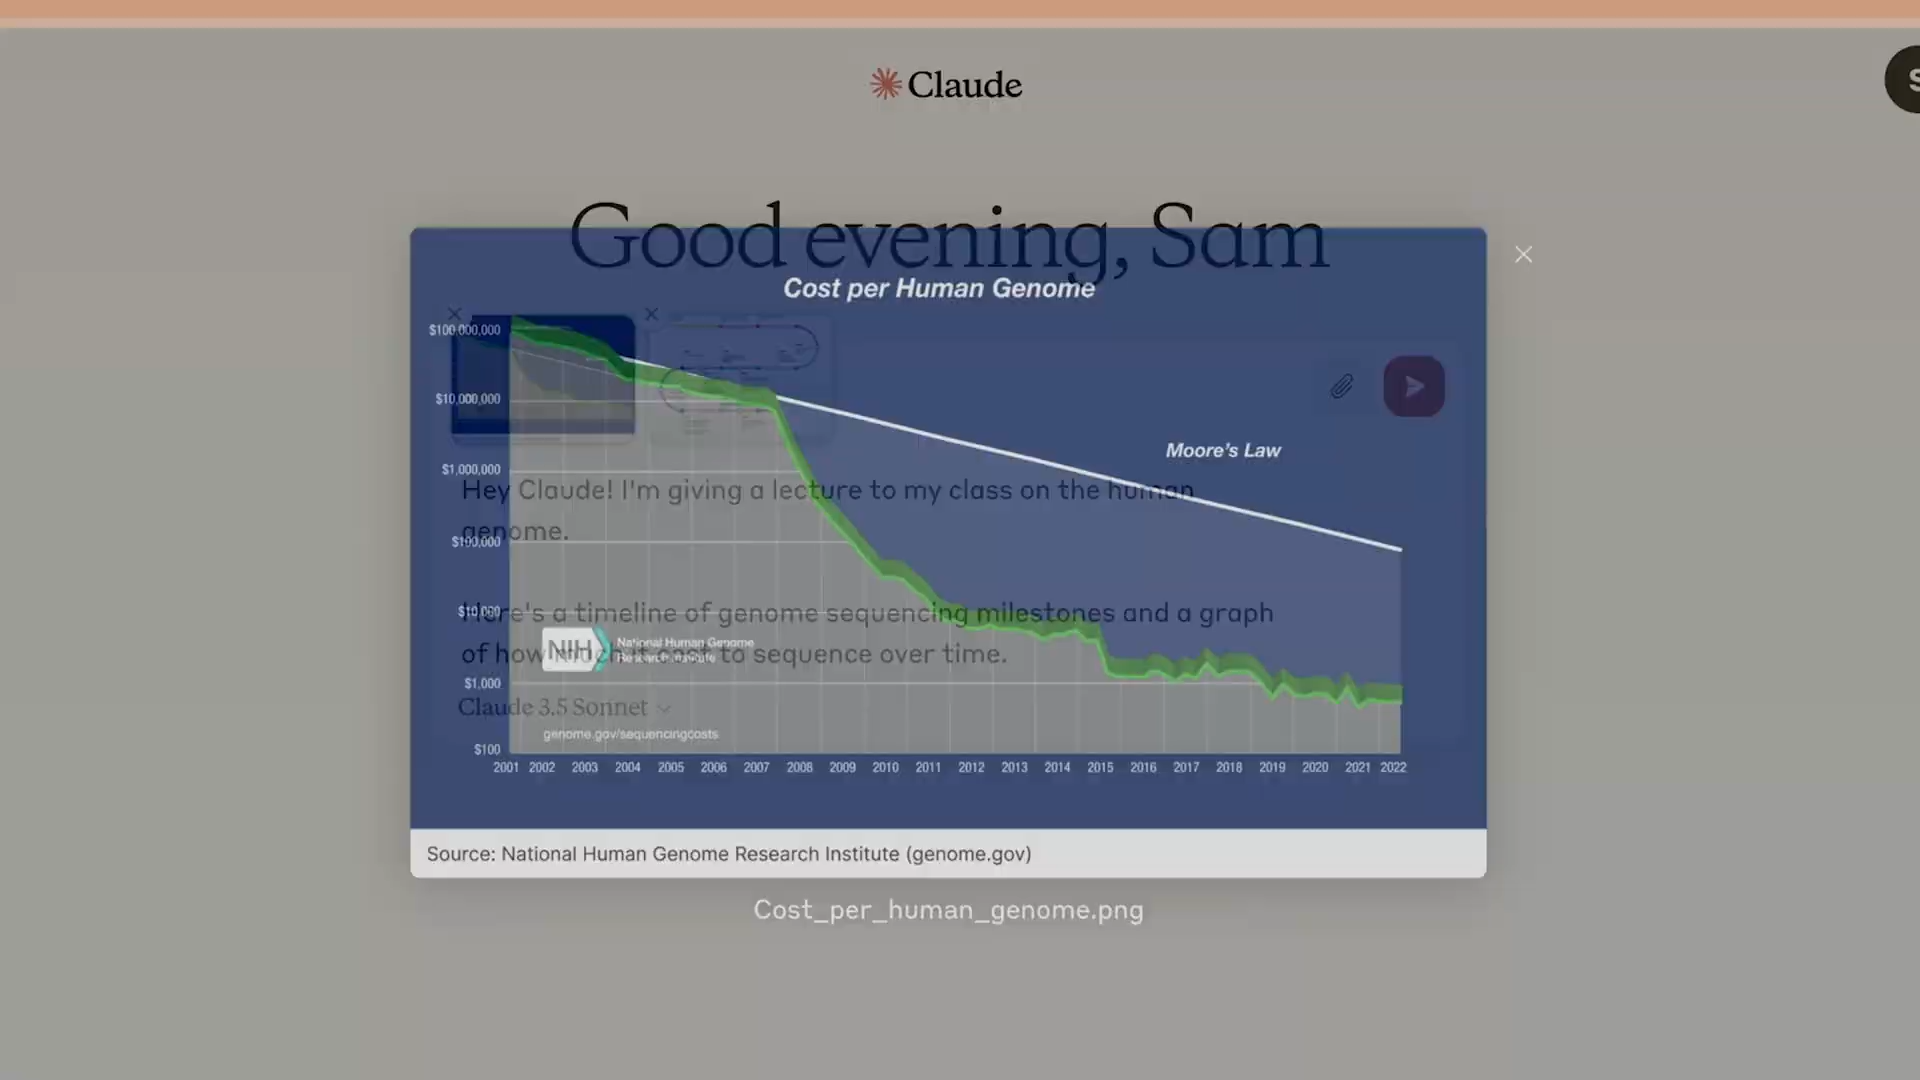 Claude
S
Good evening, Sam
Cost per Human Genome
$100,000,000
$10,000,000
$1,000,000
$100,000
$10,000
$1,000
$100
Moore's Law
Hey Claude! I'm giving a lecture to my class on the human
genome.
Here's a timeline of genome sequencing milestones and a graph
of how much it cost to sequence over time.
NIH
National Human Genome
Research Institute
Claude 3.5 Sonnet
genome.gov/sequencingcosts
2001 2002 2003 2004 2005 2006 2007 2008 2009 2010 2011 2012 2013 2014 2015 2016 2017 2018 2019 2020 2021 2022
Source: National Human Genome Research Institute (genome.gov)
Cost_per_human_genome.png